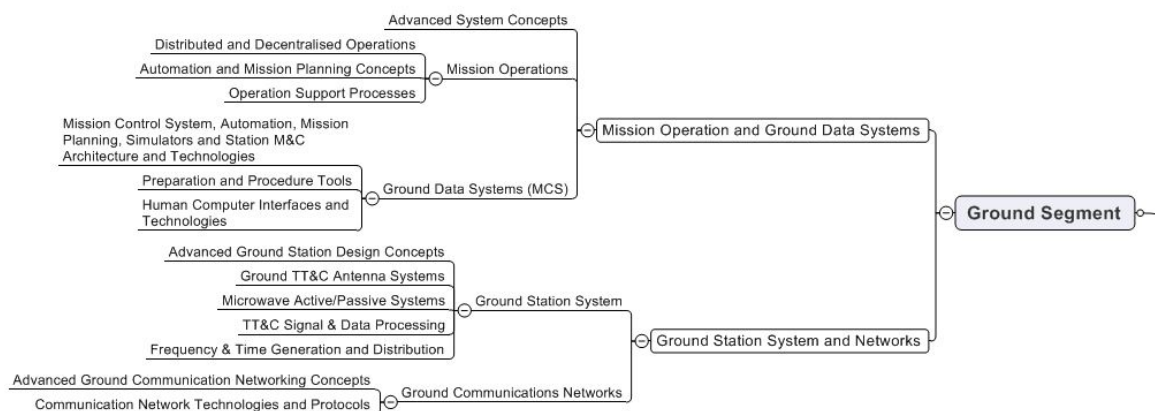 Advanced System Concepts
Distributed and Decentralised Operations
Automation and Mission Planning Concepts
Mission Operations
Operation Support Processes
Mission Control System, Automation, Mission
Planning, Simulators and Station M&C
Architecture and Technologies
Mission Operation and Ground Data Systems
Preparation and Procedure Tools
Ground Data Systems (MCS)
Human Computer Interfaces and
Technologies
Ground Segment
Advanced Ground Station Design Concepts
Ground TT&C Antenna Systems
Microwave Active/Passive Systems
Ground Station System
TT&C Signal & Data Processing
Frequency & Time Generation and Distribution
Ground Station System and Networks
Advanced Ground Communication Networking Concepts
Ground Communications Networks
Communication Network Technologies and Protocols